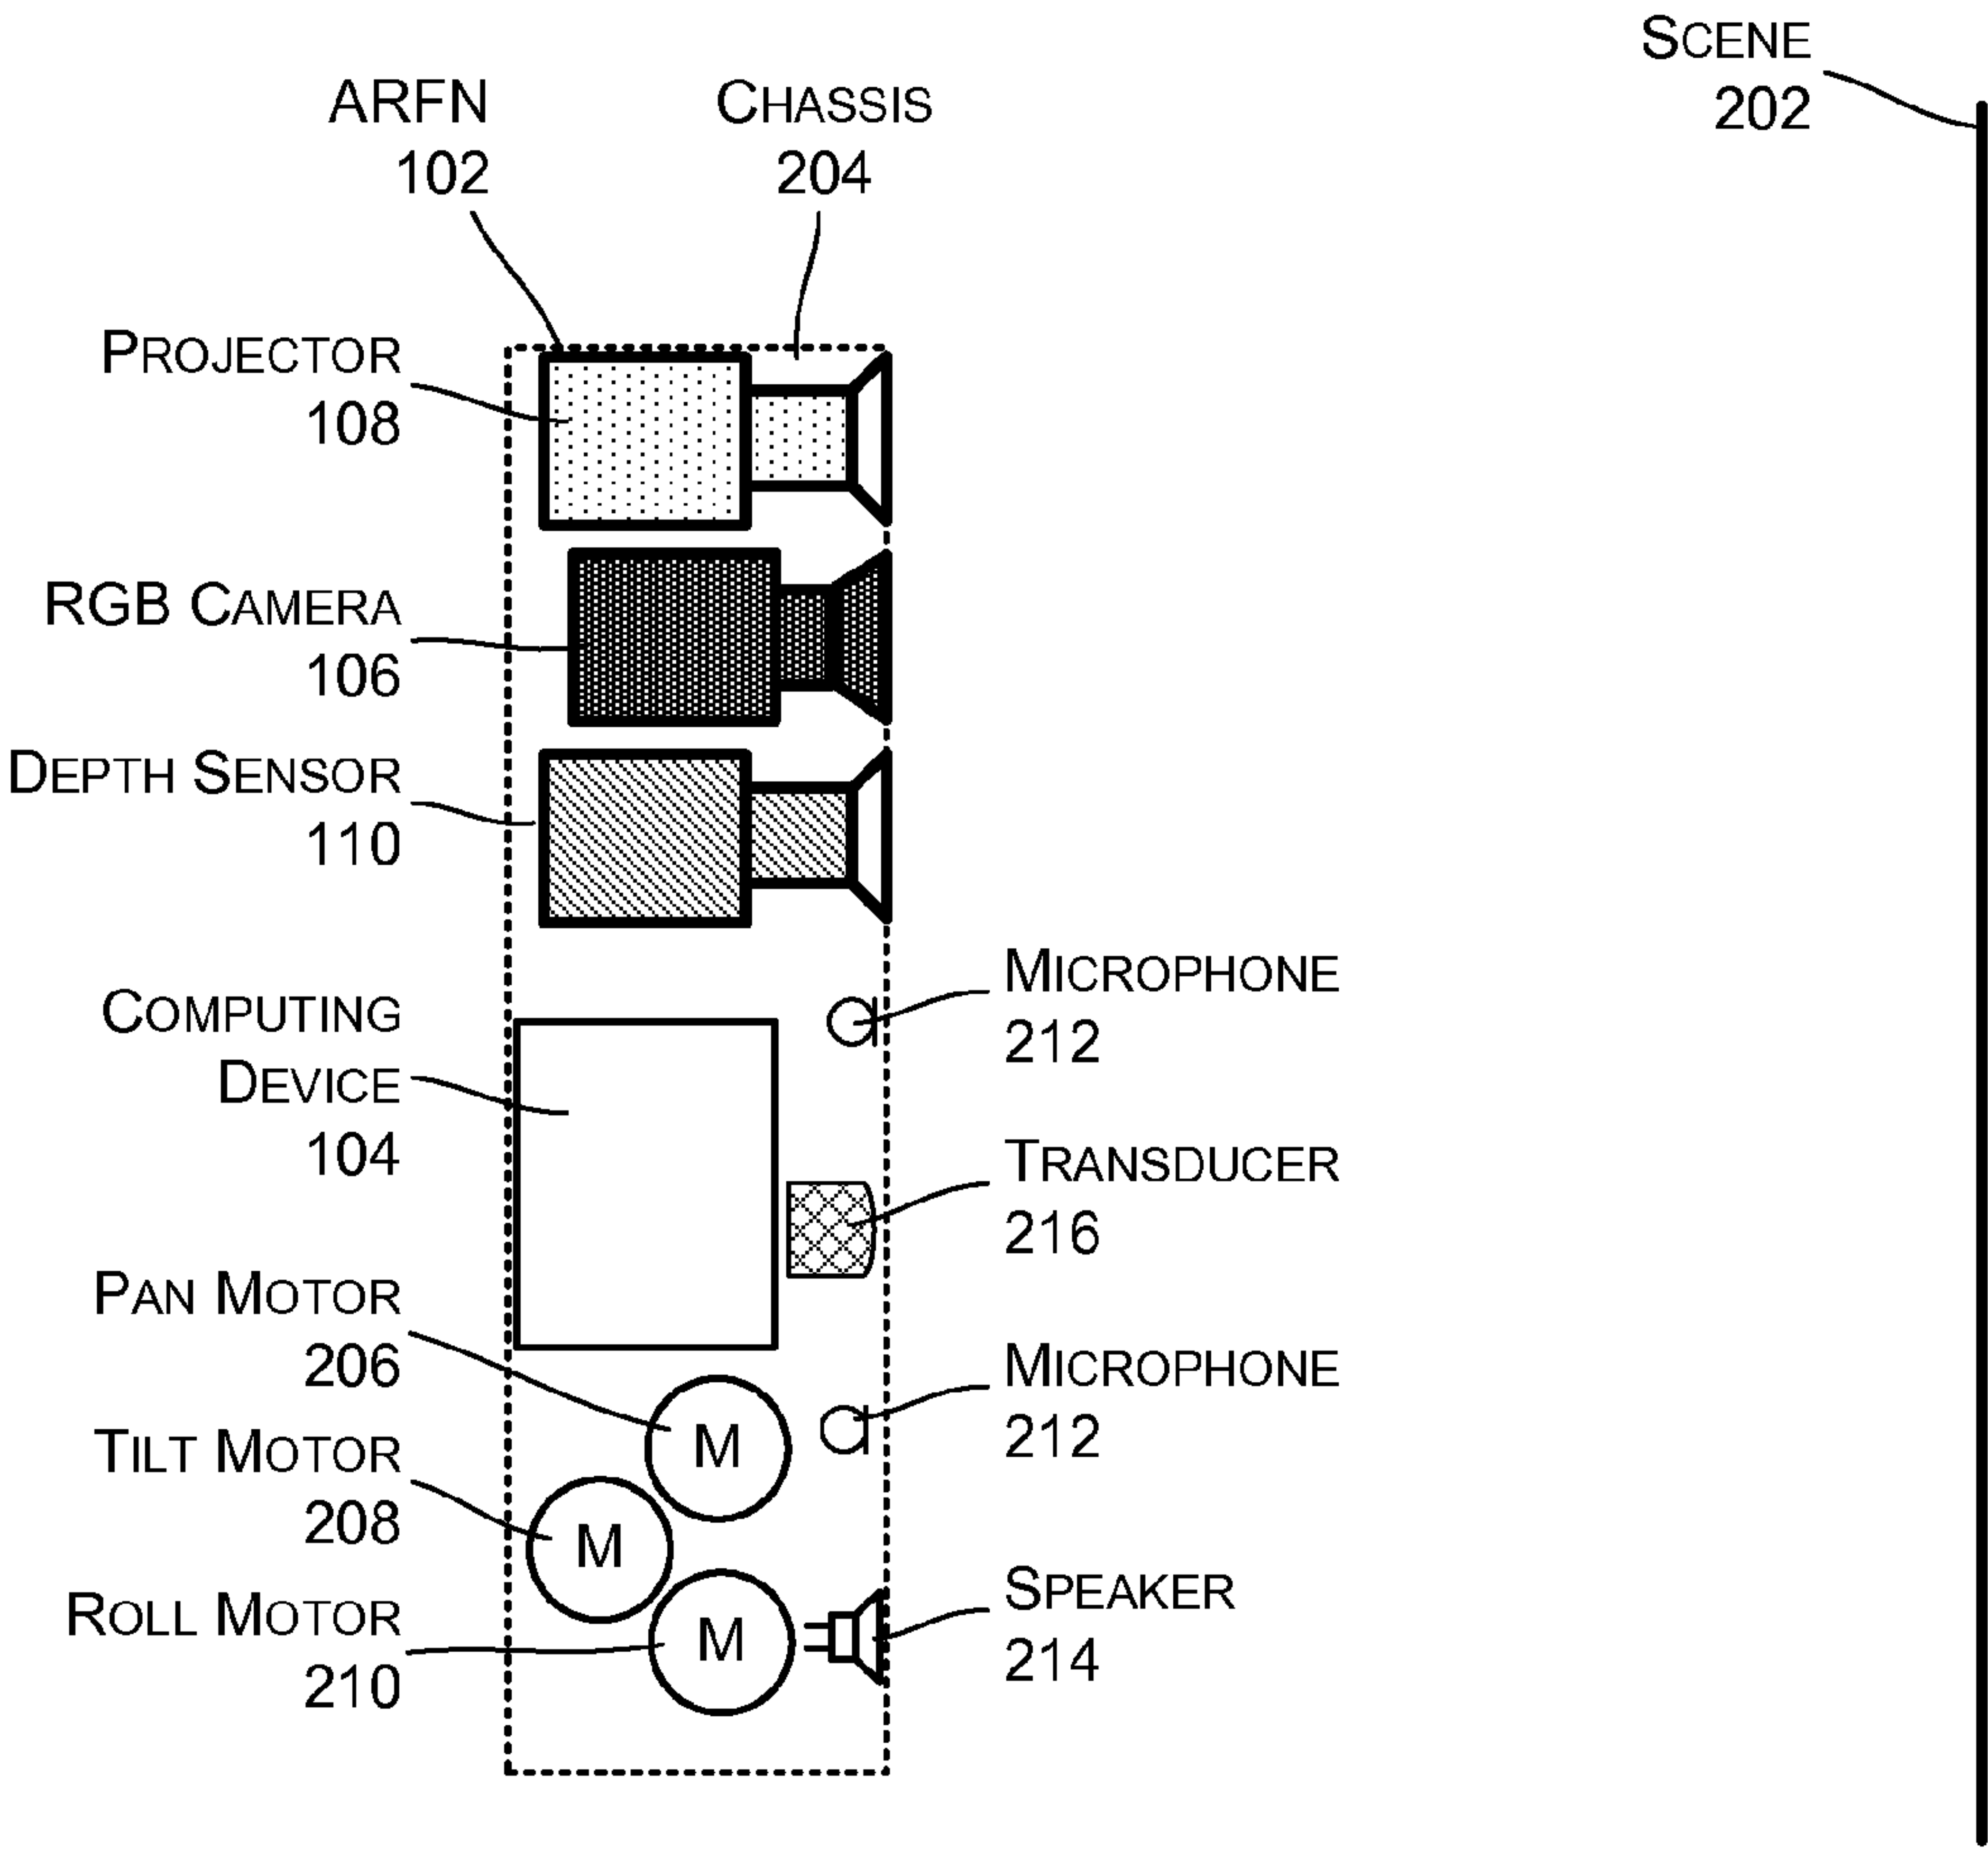 SCENE
202
ARFN
102
CHASSIS
204
PROJECTOR
108
RGB CAMERA
106
DEPTH SENSOR
110
MICROPHONE
212
COMPUTING
DEVICE
104
TRANSDUCER
216
PAN MOTOR
206
MICROPHONE
212
M
TILT MOTOR
208
M
SPEAKER
214
ROLL MOTOR
210
M